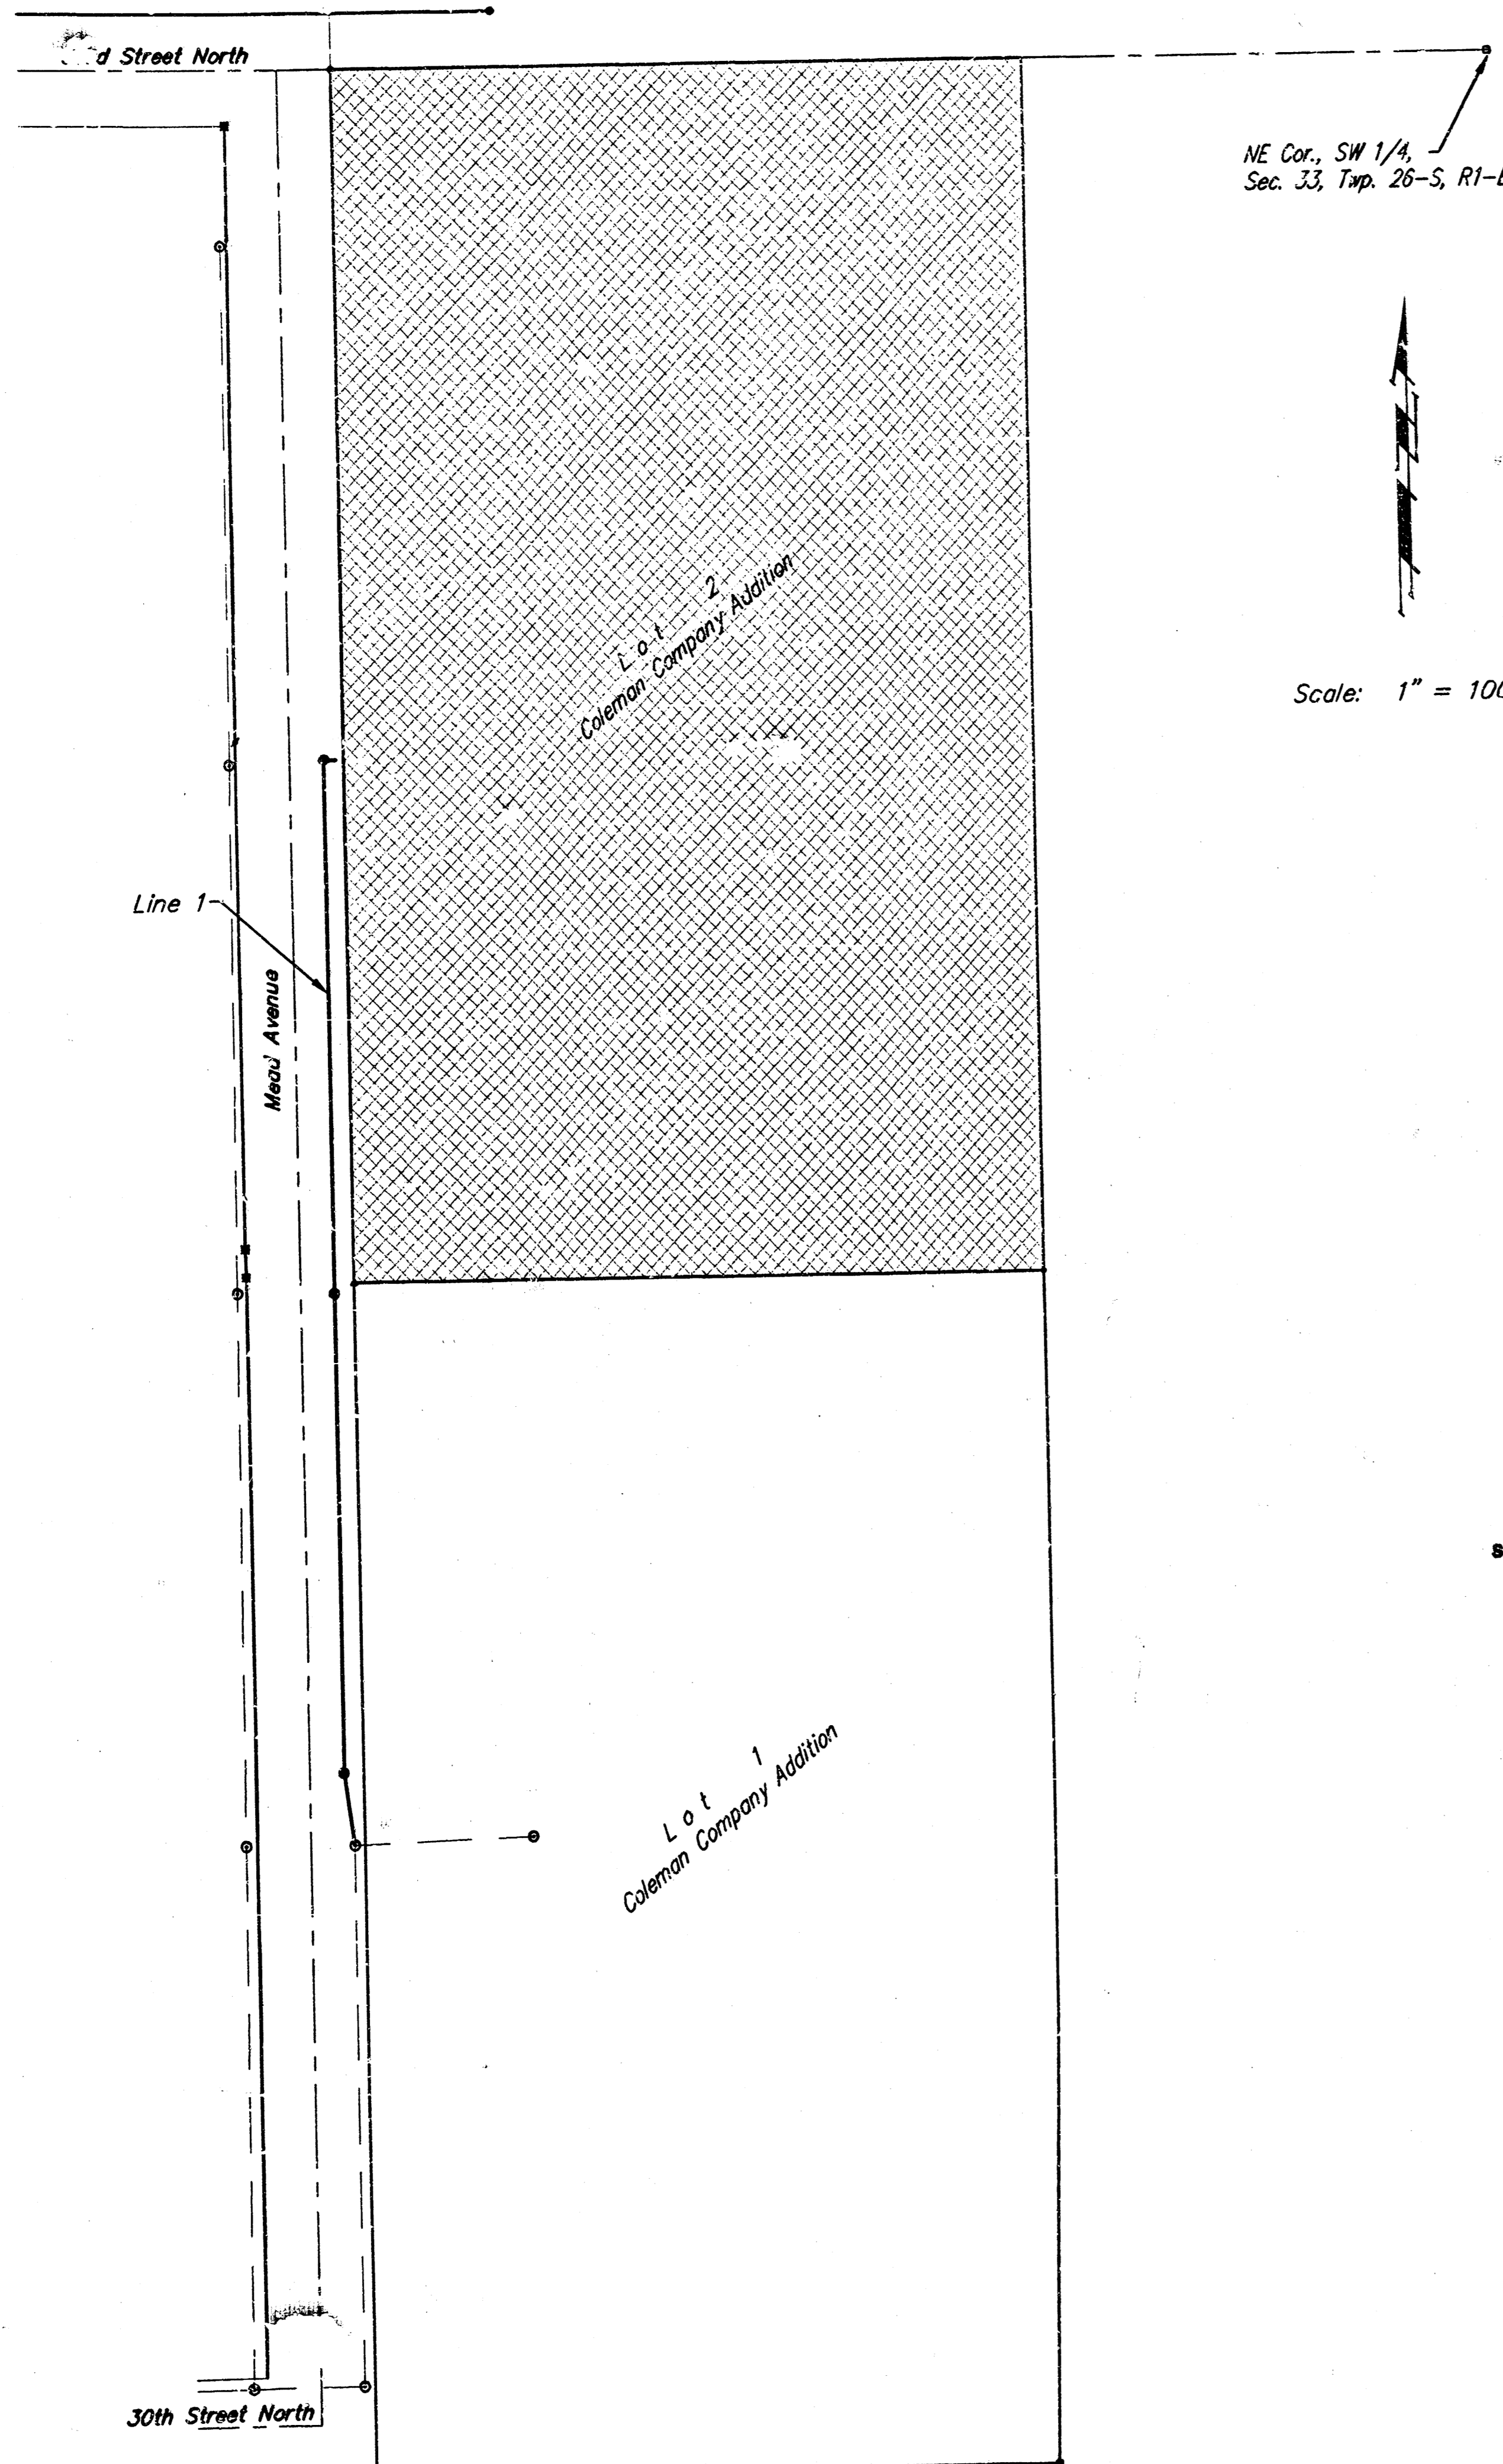 d Street North
NE Cor., SW 1/4,
Sec. 33, Twp. 26-S, R1-
Lot 2
Coleman Company Addition
Scale: 1" = 100
Line 1
Mead Avenue
s
Lot 1
Coleman Company Addition
30th Street North